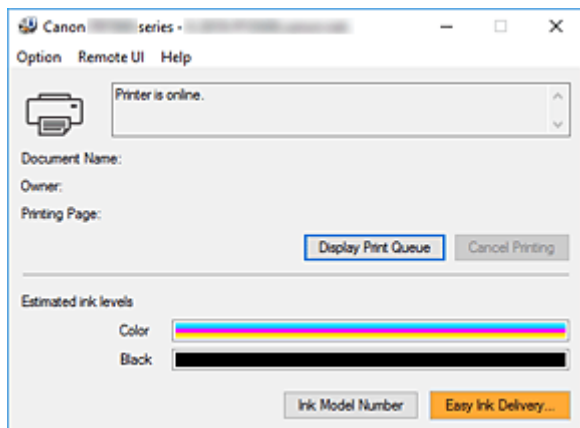 Canon series -
Option Remote UI Help
Printer is online.
Document Name:
Owner:
Printing Page:
Display Print Queue Cancel Printing
Estimated ink levels
Color
Black
Ink Model Number Easy Ink Delivery...